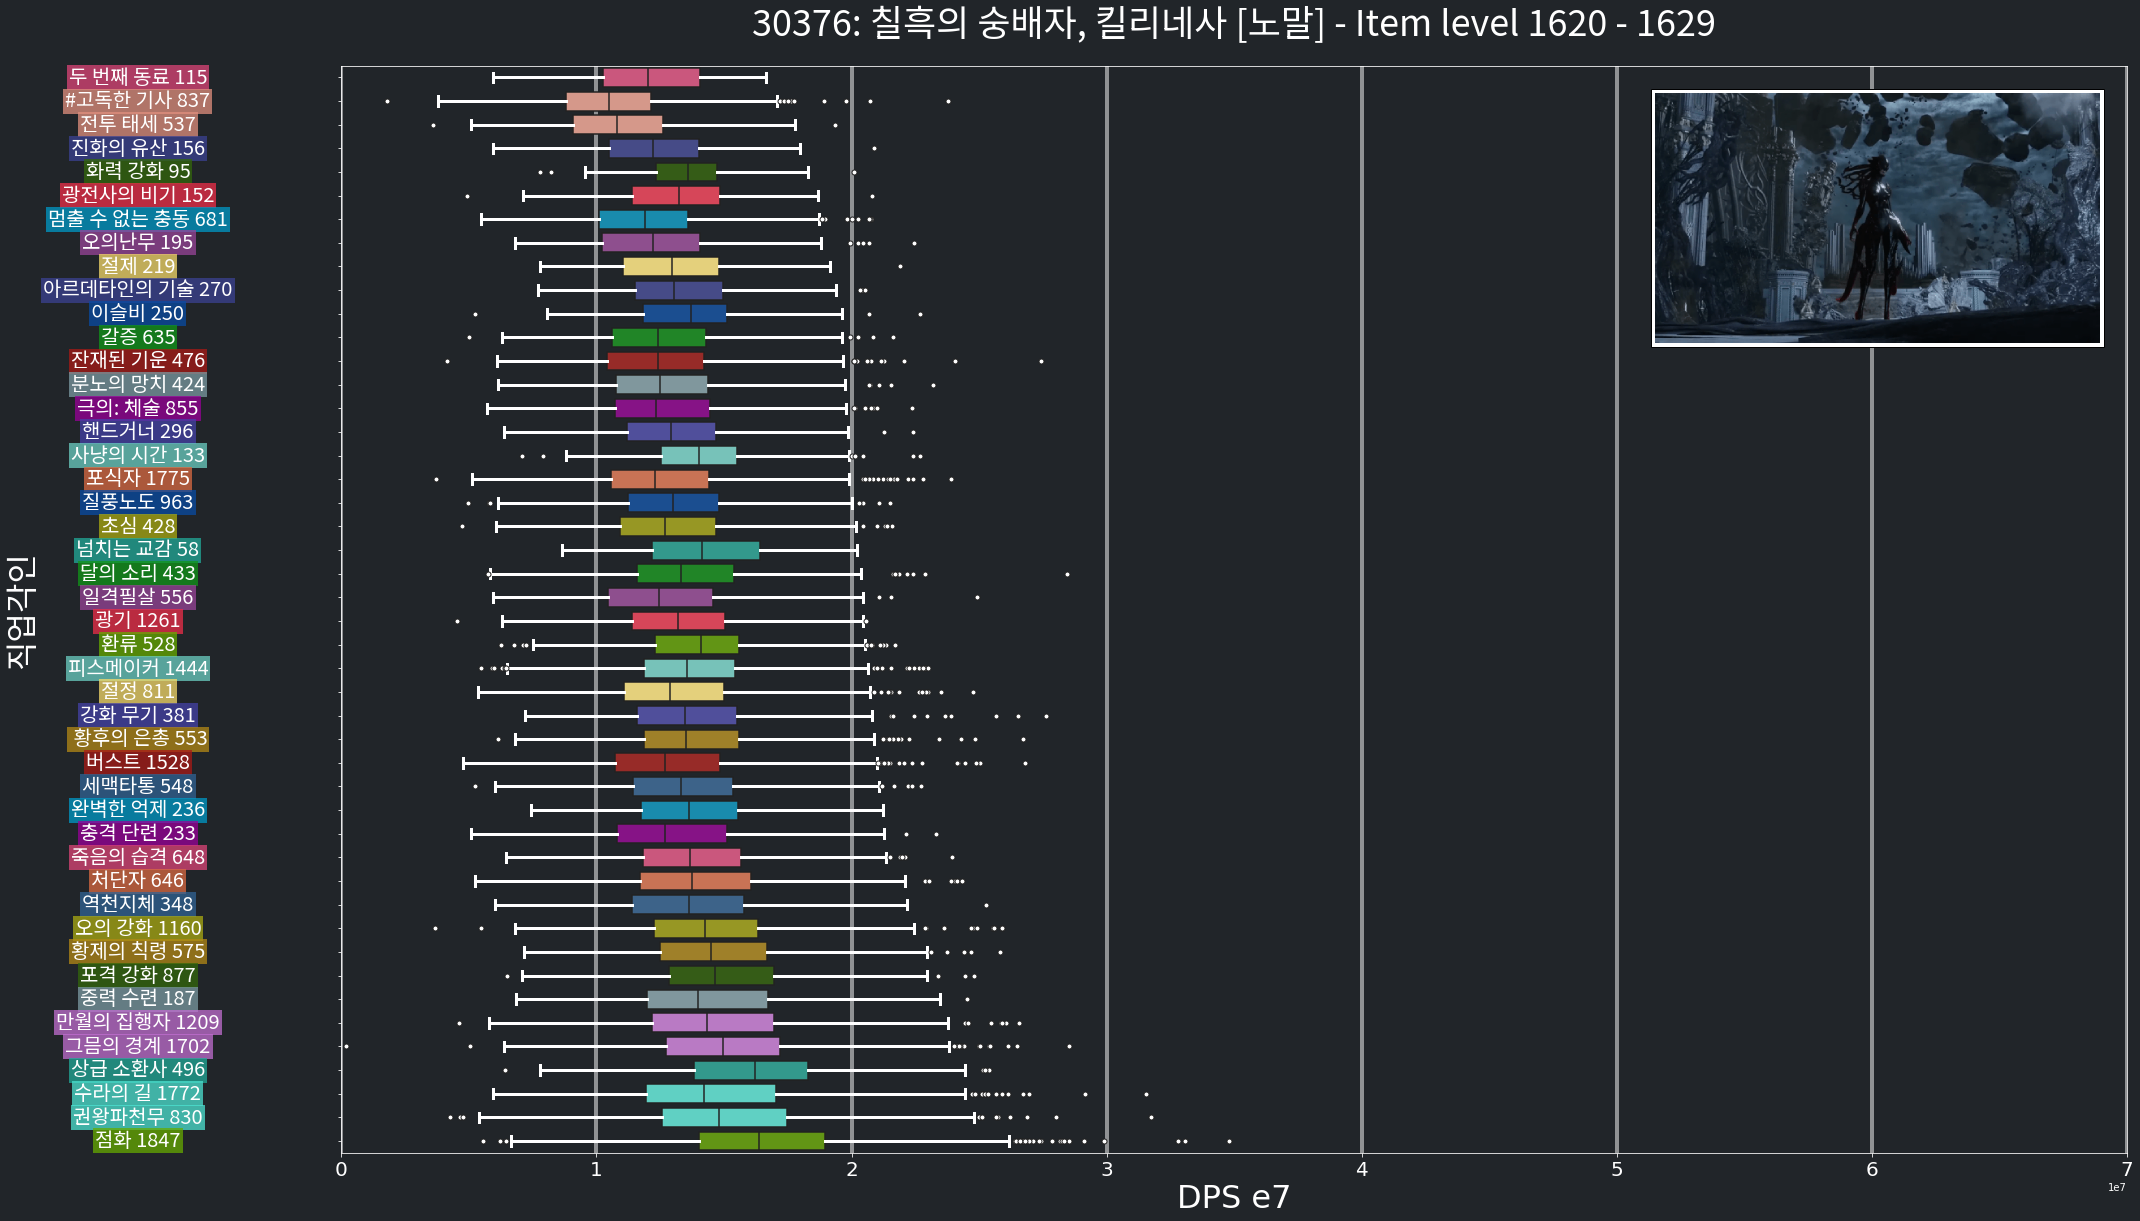 30376: 칠흑의 숭배자, 킬리네사 [노말] - Item level 1620 - 1629
직업각인
두 번째 동료 115
#고독한 기사 837
전투 태세 537
진화의 유산 156
화력 강화 95
광전사의 비기 152
멈출 수 없는 충동 681
오의난무 195
절제 219
아르데타인의 기술 270
이슬비 250
갈증 635
잔재된 기운 476
분노의 망치 424
극의: 체술 855
핸드거너 296
사냥의 시간 133
포식자 1775
질풍노도 963
초심 428
넘치는 교감 58
달의 소리 433
일격필살 556
광기 1261
환류 528
피스메이커 1444
절정 811
강화 무기 381
황후의 은총 553
버스트 1528
세맥타통 548
완벽한 억제 236
충격 단련 233
죽음의 습격 648
처단자 646
역천지체 348
오의 강화 1160
황제의 칙령 575
포격 강화 877
중력 수련 187
만월의 집행자 1209
그믐의 경계 1702
상급 소환사 496
수라의 길 1772
권왕파천무 830
점화 1847
0 1 2 3 4 5 6 7
1e7
DPS e7